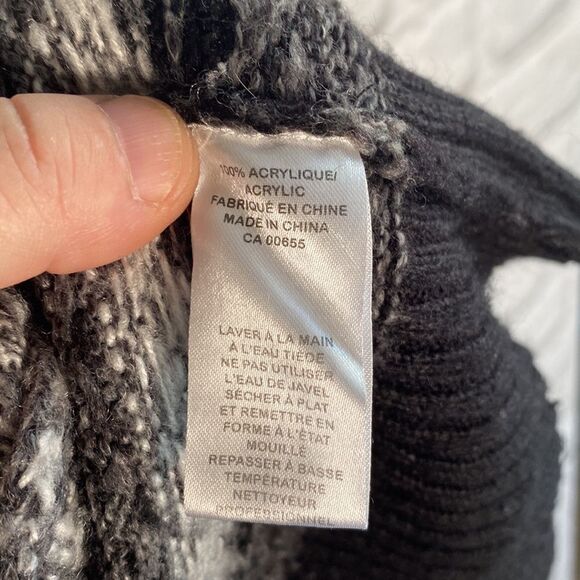 100% ACRYLIQUE/
ACRYLIC
FABRIQUÉ EN CHINE
MADE IN CHINA
CA 00655
LAVER À LA MAIN
À L'EAU TIÈDE
NE PAS UTILISER
L'EAU DE JAVEL
SÉCHER À PLAT
ET REMETTRE EN
FORME À L'ÉTAT
MOUILLÉ
REPASSER À BASSE
TEMPÉRATURE
NETTOYEUR
PROFESSIONNEL